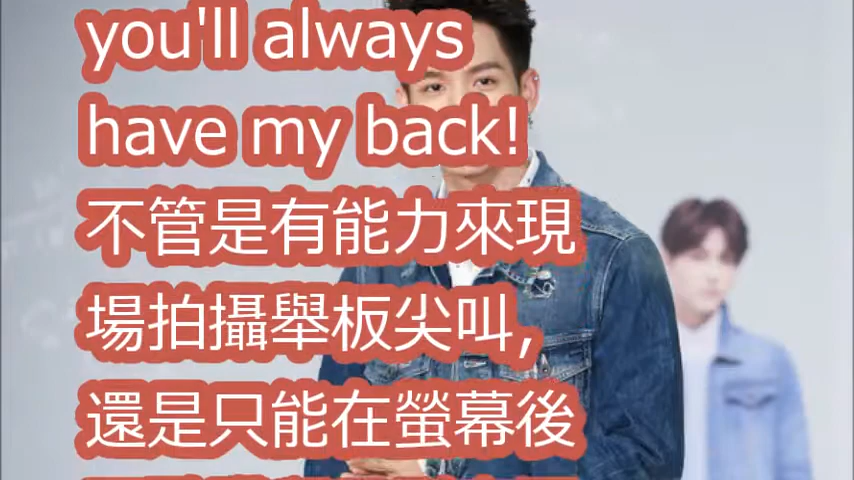 you'll always
have my back!
不管是有能力來現
場拍攝舉板尖叫，
還是只能在螢幕後